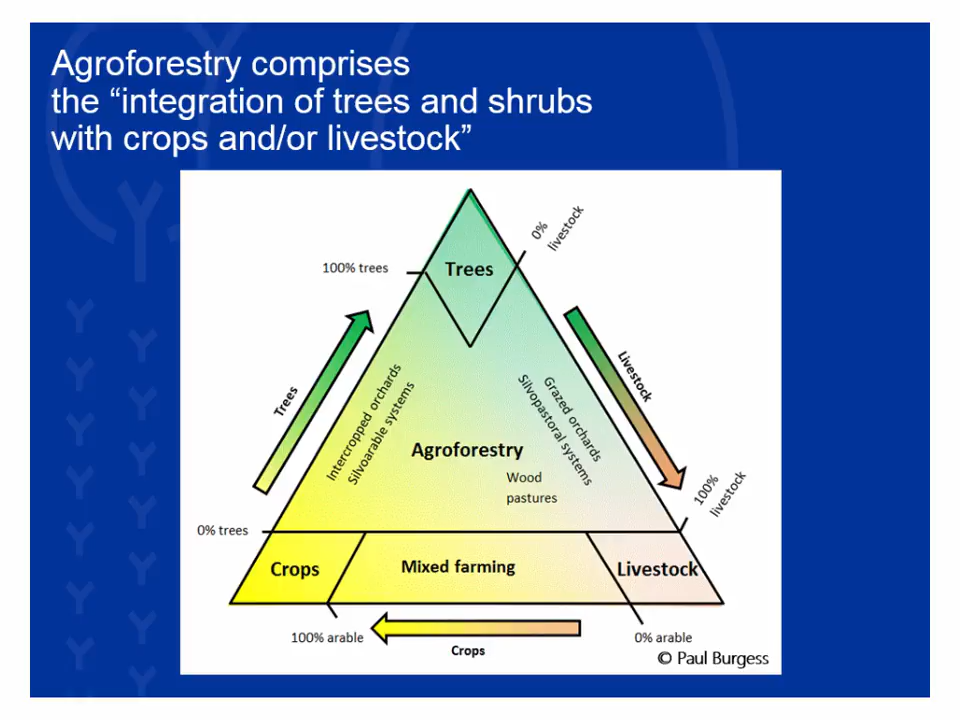 Agroforestry comprises
the “integration of trees and shrubs
with crops and/or livestock”
0%
livestock
100% trees
Trees
Trees
Livestock
Intercropped orchards
Silvoarable systems
Grazed orchards
Silvopastoral systems
Agroforestry
Wood
pastures
100%
livestock
0% trees
Crops
Mixed farming
Livestock
100% arable
Crops
0% arable
© Paul Burgess